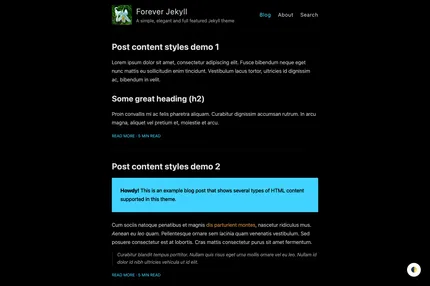 Forever Jekyll
A simple, elegant and full featured Jekyll theme
Blog About Search
Post content styles demo 1
Lorem ipsum dolor sit amet, consectetur adipiscing elit. Fusce bibendum neque eget
nunc mattis eu sollicitudin enim tincidunt. Vestibulum lacus tortor, ultricies id dignissim
ac, bibendum in velit.
Some great heading (h2)
Proin convallis mi ac felis pharetra aliquam. Curabitur dignissim accumsan rutrum. In arcu
magna, aliquet vel pretium et, molestie et arcu.
READ MORE · 5 MIN READ
Post content styles demo 2
Howdy! This is an example blog post that shows several types of HTML content
supported in this theme.
Cum sociis natoque penatibus et magnis dis parturient montes, nascetur ridiculus mus.
Aenean eu leo quam. Pellentesque ornare sem lacinia quam venenatis vestibulum. Sed
posuere consectetur est at lobortis. Cras mattis consectetur purus sit amet fermentum.
Curabitur blandit tempus porttitor. Nullam quis risus eget urna mollis ornare vel eu leo. Nullam id
dolor id nibh ultricies vehicula ut id elit.
READ MORE · 5 MIN READ